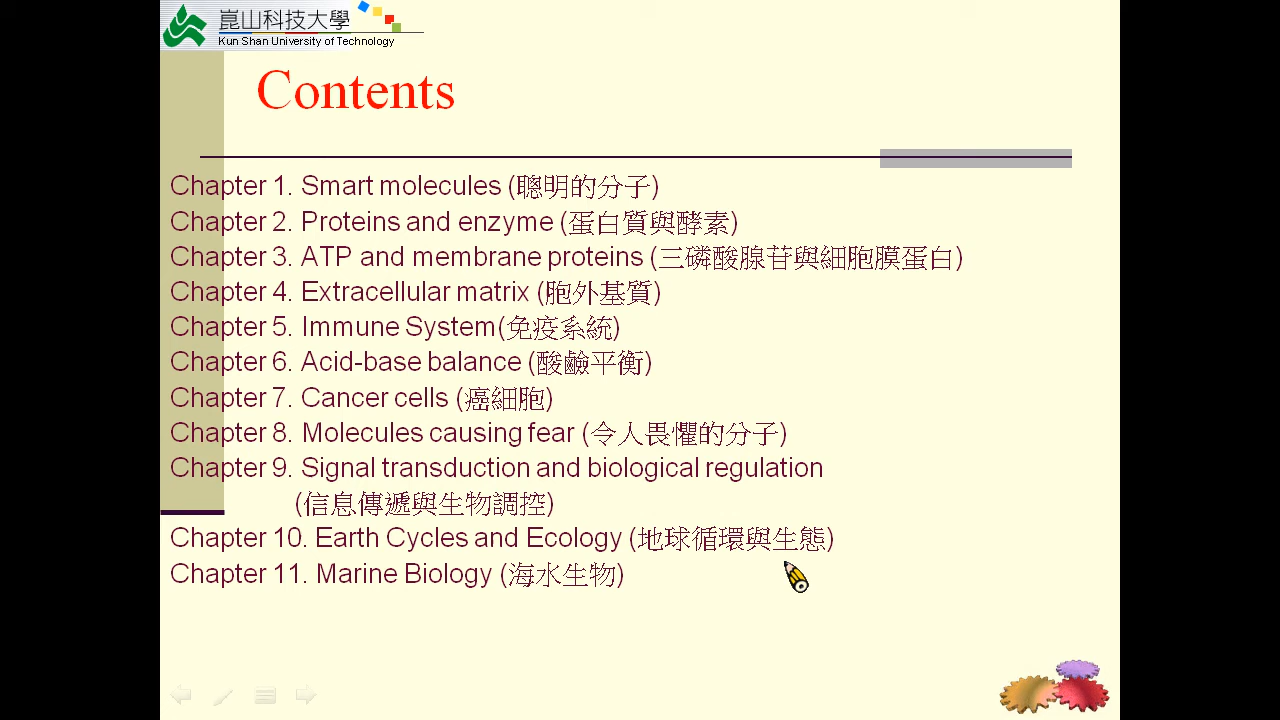 崑山科技大學
Kun Shan University of Technology
Contents
Chapter 1. Smart molecules (聰明的分子)
Chapter 2. Proteins and enzyme (蛋白質與酵素)
Chapter 3. ATP and membrane proteins (三磷酸腺苷與細胞膜蛋白)
Chapter 4. Extracellular matrix (胞外基質)
Chapter 5. Immune System(免疫系統)
Chapter 6. Acid-base balance (酸鹼平衡)
Chapter 7. Cancer cells (癌細胞)
Chapter 8. Molecules causing fear (令人畏懼的分子)
Chapter 9. Signal transduction and biological regulation
(信息傳遞與生物調控)
Chapter 10. Earth Cycles and Ecology (地球循環與生態)
Chapter 11. Marine Biology (海水生物)